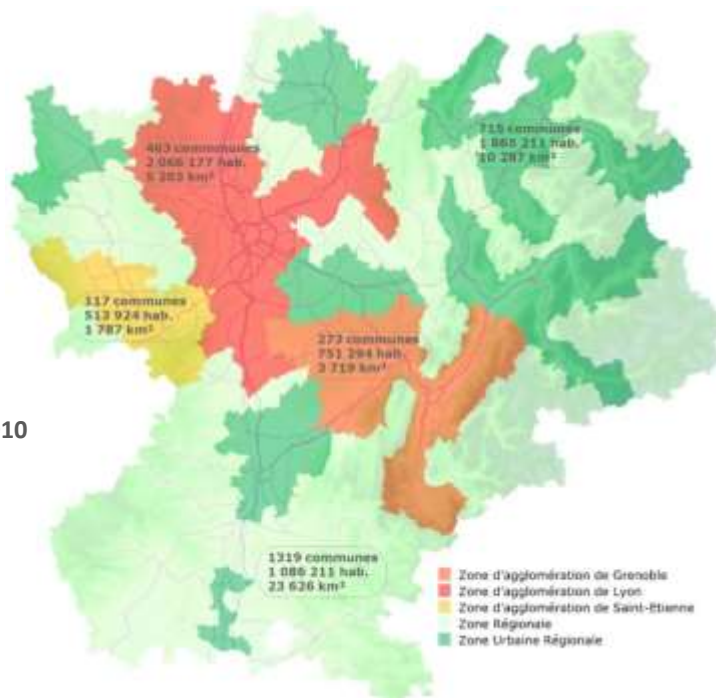 463 communes
2 066 177 hab.
5 203 km²
715 communes
1 868 211 hab.
10 287 km²
117 communes
513 924 hab.
1 787 km²
273 communes
751 294 hab.
3 719 km²
10
1319 communes
1 086 211 hab.
23 626 km²
Zone d'agglomération de Grenoble
Zone d'agglomération de Lyon
Zone d'agglomération de Saint-Etienne
Zone Régionale
Zone Urbaine Régionale